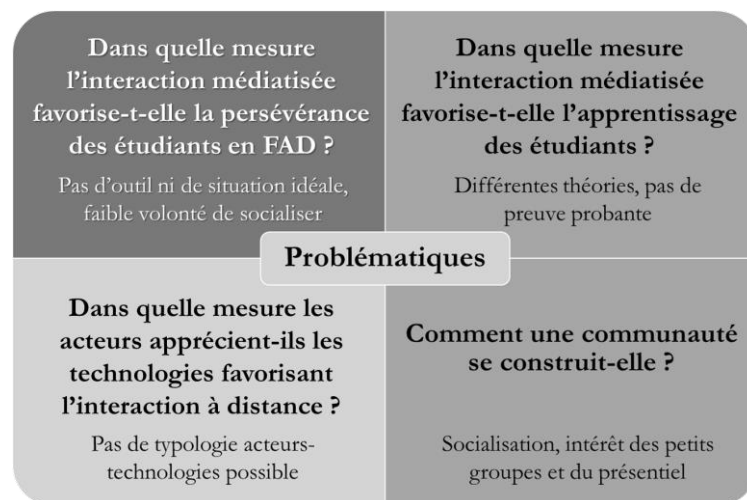 Dans quelle mesure
l'interaction médiatisée
favorise-t-elle la persévérance
des étudiants en FAD ?
Pas d'outil ni de situation idéale,
faible volonté de socialiser
Dans quelle mesure
l'interaction médiatisée
favorise-t-elle l'apprentissage
des étudiants ?
Différentes théories, pas de
preuve probante
Problématiques
Dans quelle mesure les
acteurs apprécient-ils les
technologies favorisant
l'interaction à distance ?
Pas de typologie acteurs-
technologies possible
Comment une communauté
se construit-elle ?
Socialisation, intérêt des petits
groupes et du présentiel